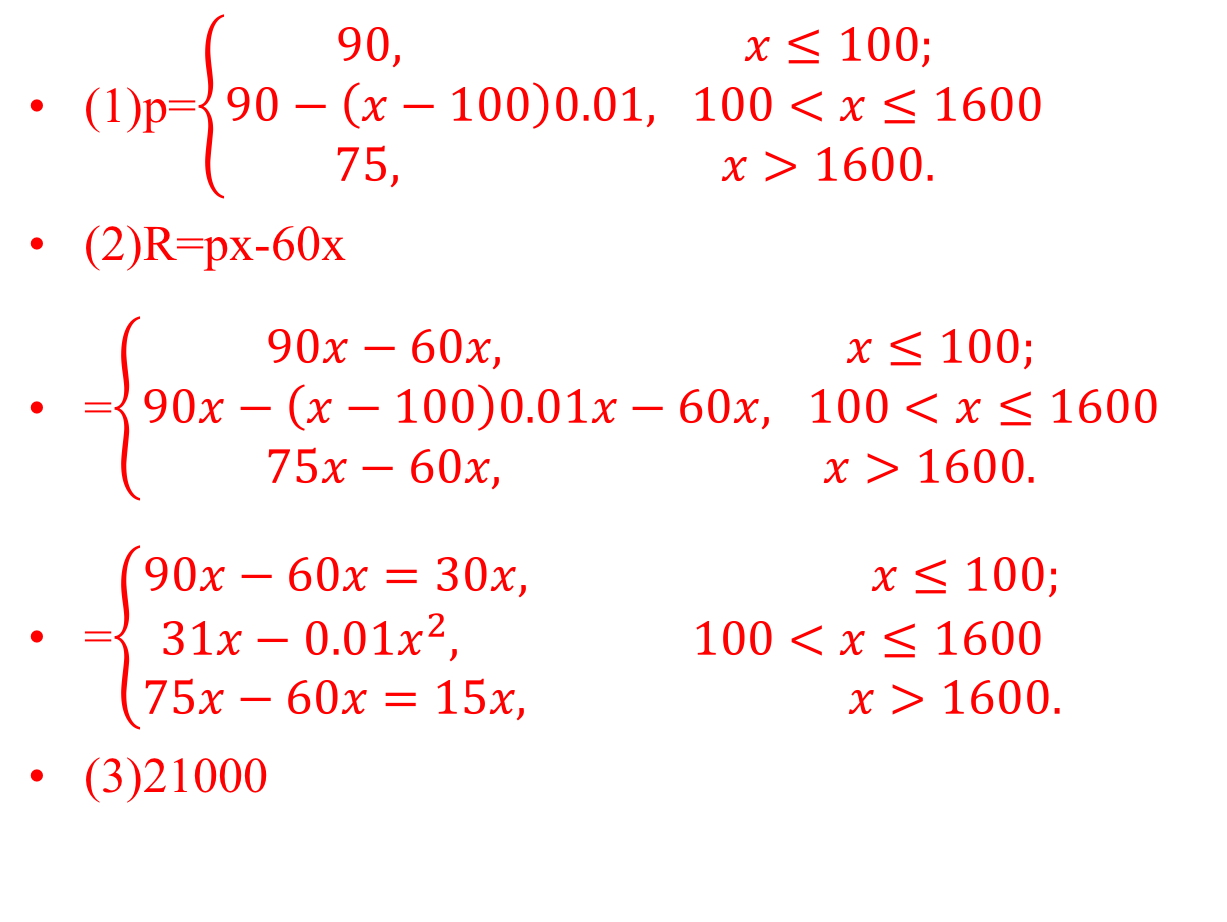 • (1)p={90, x ≤ 100;
90 − (x − 100)0.01, 100 < x ≤ 1600
75, x > 1600.
• (2)R=px-60x
• ={90x − 60x, x ≤ 100;
90x − (x − 100)0.01x − 60x, 100 < x ≤ 1600
75x − 60x, x > 1600.
• ={90x − 60x = 30x, x ≤ 100;
31x − 0.01x², 100 < x ≤ 1600
75x − 60x = 15x, x > 1600.
• (3)21000